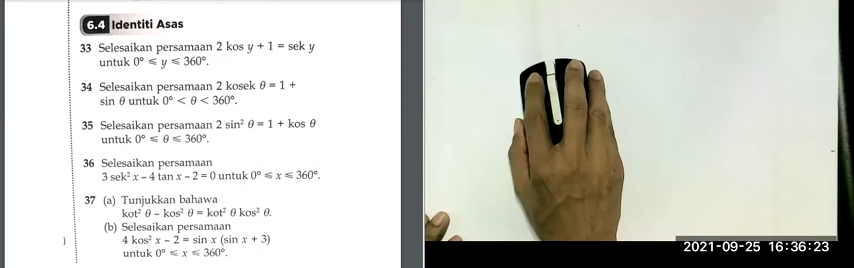 6.4 Identiti Asas
33 Selesaikan persamaan 2 kos y + 1 = sek y
untuk 0° ⩽ y ⩽ 360°.
34 Selesaikan persamaan 2 kosek θ = 1 +
sin θ untuk 0° < θ < 360°.
35 Selesaikan persamaan 2 sin² θ = 1 + kos θ
untuk 0° ⩽ θ ⩽ 360°.
36 Selesaikan persamaan
3 sek² x – 4 tan x – 2 = 0 untuk 0° ⩽ x ⩽ 360°.
37 (a) Tunjukkan bahawa
kot² θ – kos² θ = kot² θ kos² θ.
(b) Selesaikan persamaan
4 kos² x – 2 = sin x (sin x + 3)
untuk 0° ⩽ x ⩽ 360°.
2021-09-25 16:36:23